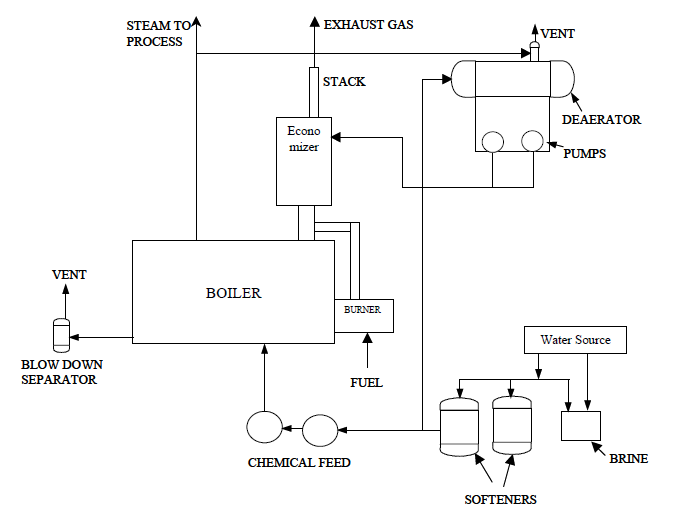 STEAM TO
PROCESS
EXHAUST GAS
VENT
STACK
DEAERATOR
Econo
mizer
PUMPS
BOILER
VENT
BURNER
Water Source
BLOW DOWN
SEPARATOR
FUEL
CHEMICAL FEED
BRINE
SOFTENERS